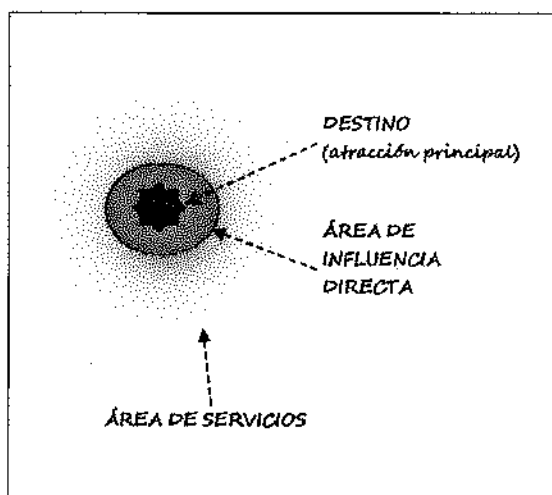 DESTINO
(atracción principal)
ÁREA DE
INFLUENCIA
DIRECTA
ÁREA DE SERVICIOS